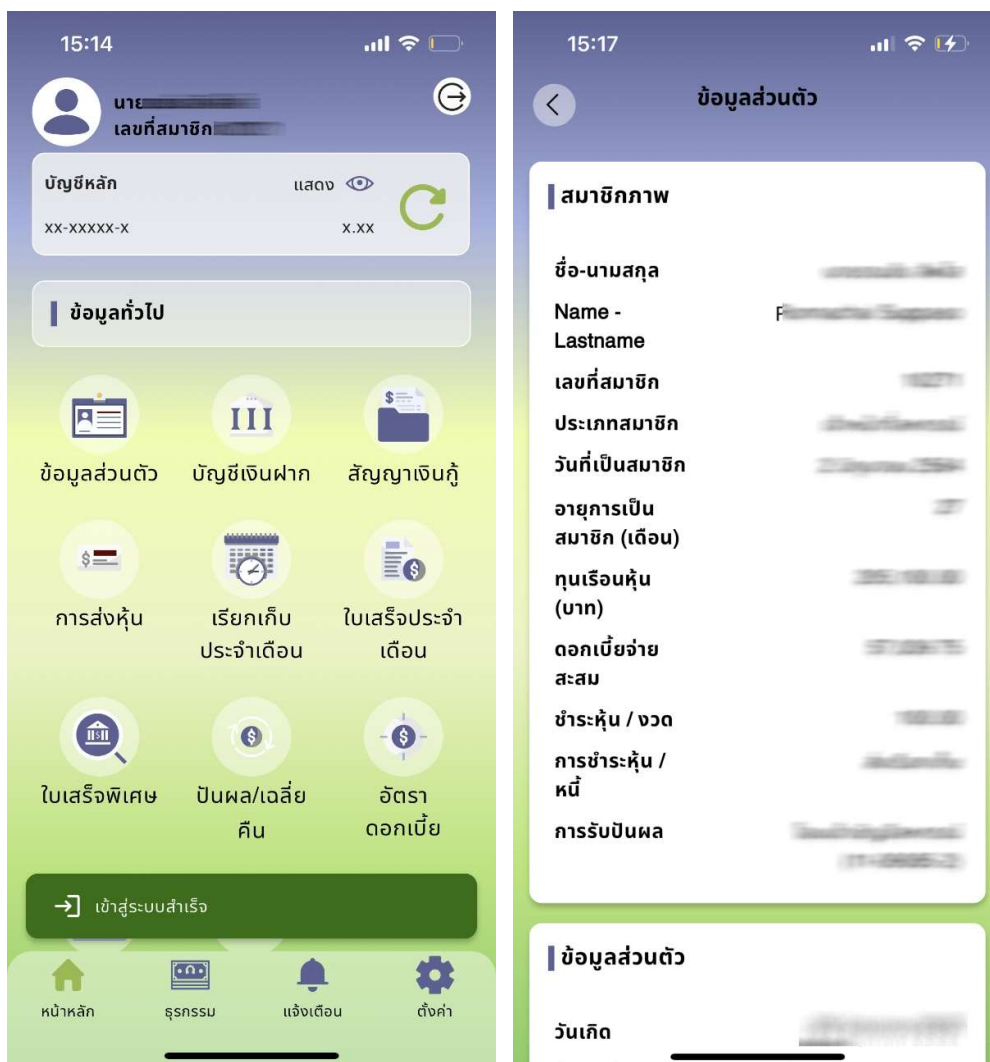 15:14
นาย
เลขที่สมาชิก
บัญชีหลัก
แสดง
xx-xxxxx-x
x.xx
ข้อมูลทั่วไป
ข้อมูลส่วนตัว
บัญชีเงินฝาก
สัญญาเงินกู้
การส่งหุ้น
เรียกเก็บ
ประจำเดือน
ใบเสร็จประจำ
เดือน
ใบเสร็จพิเศษ
ปันผล/เฉลี่ย
คืน
อัตรา
ดอกเบี้ย
เข้าสู่ระบบสำเร็จ
หน้าหลัก
ธุรกรรม
แจ้งเตือน
ตั้งค่า
15:17
ข้อมูลส่วนตัว
สมาชิกภาพ
ชื่อ-นามสกุล
Name -
Lastname
เลขที่สมาชิก
ประเภทสมาชิก
วันที่เป็นสมาชิก
อายุการเป็น
สมาชิก (เดือน)
ทุนเรือนหุ้น
(บาท)
ดอกเบี้ยจ่าย
สะสม
ชำระหุ้น / งวด
การชำระหุ้น /
หนี้
การรับปันผล
ข้อมูลส่วนตัว
วันเกิด